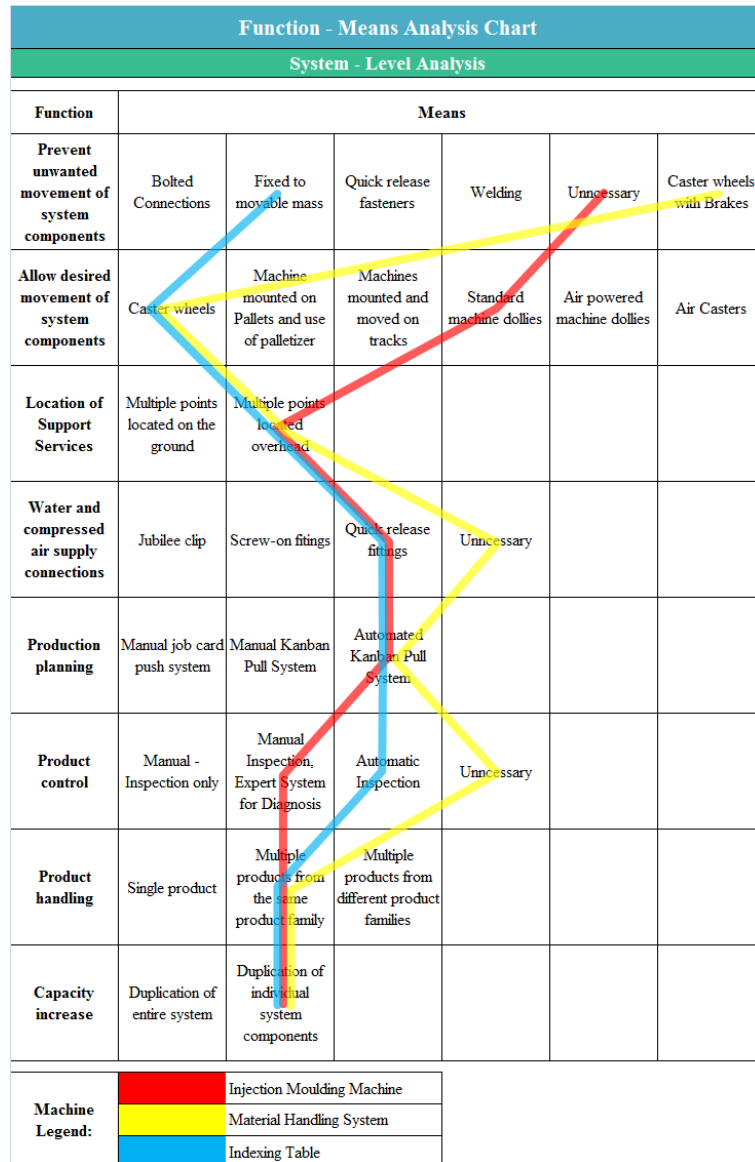 Function - Means Analysis Chart
System - Level Analysis
Function
Means
Prevent
unwanted
movement of
system
components
Bolted
Connections
Fixed to
movable mass
Quick release
fasteners
Welding
Unncessary
Caster wheels
with Brakes
Allow desired
movement of
system
components
Caster wheels
Machine
mounted on
Pallets and use
of palletizer
Machines
mounted and
moved on
tracks
Standard
machine dollies
Air powered
machine dollies
Air Casters
Location of
Support
Services
Multiple points
located on the
ground
Multiple points
located
overhead
Water and
compressed
air supply
connections
Jubilee clip
Screw-on fitings
Quick release
fittings
Unncessary
Production
planning
Manual job card
push system
Manual Kanban
Pull System
Automated
Kanban Pull
System
Product
control
Manual -
Inspection only
Manual
Inspection,
Expert System
for Diagnosis
Automatic
Inspection
Unncessary
Product
handling
Single product
Multiple
products from
the same
product family
Multiple
products from
different product
families
Capacity
increase
Duplication of
entire system
Duplication of
individual
system
components
Machine
Legend:
Injection Moulding Machine
Material Handling System
Indexing Table